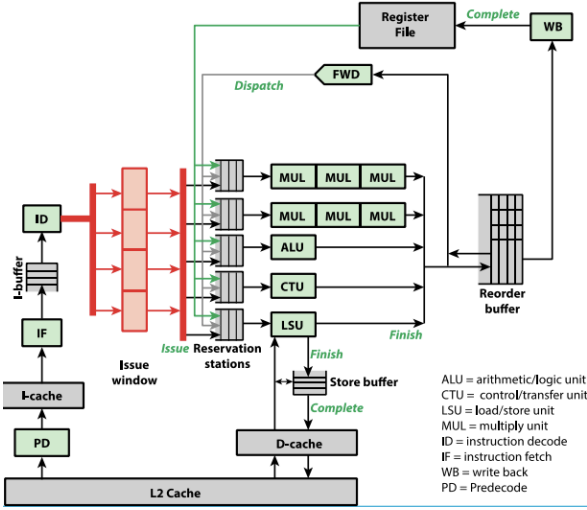 Register
File
Complete
WB
Dispatch
FWD
MUL
MUL
MUL
MUL
MUL
MUL
ID
ALU
I-buffer
CTU
Reorder
buffer
IF
LSU
Issue
Reservation
stations
Finish
Issue
window
Finish
Store buffer
I-cache
Complete
PD
D-cache
L2 Cache
ALU = arithmetic/logic unit
CTU = control/transfer unit
LSU = load/store unit
MUL = multiply unit
ID = instruction decode
IF = instruction fetch
WB = write back
PD = Predecode